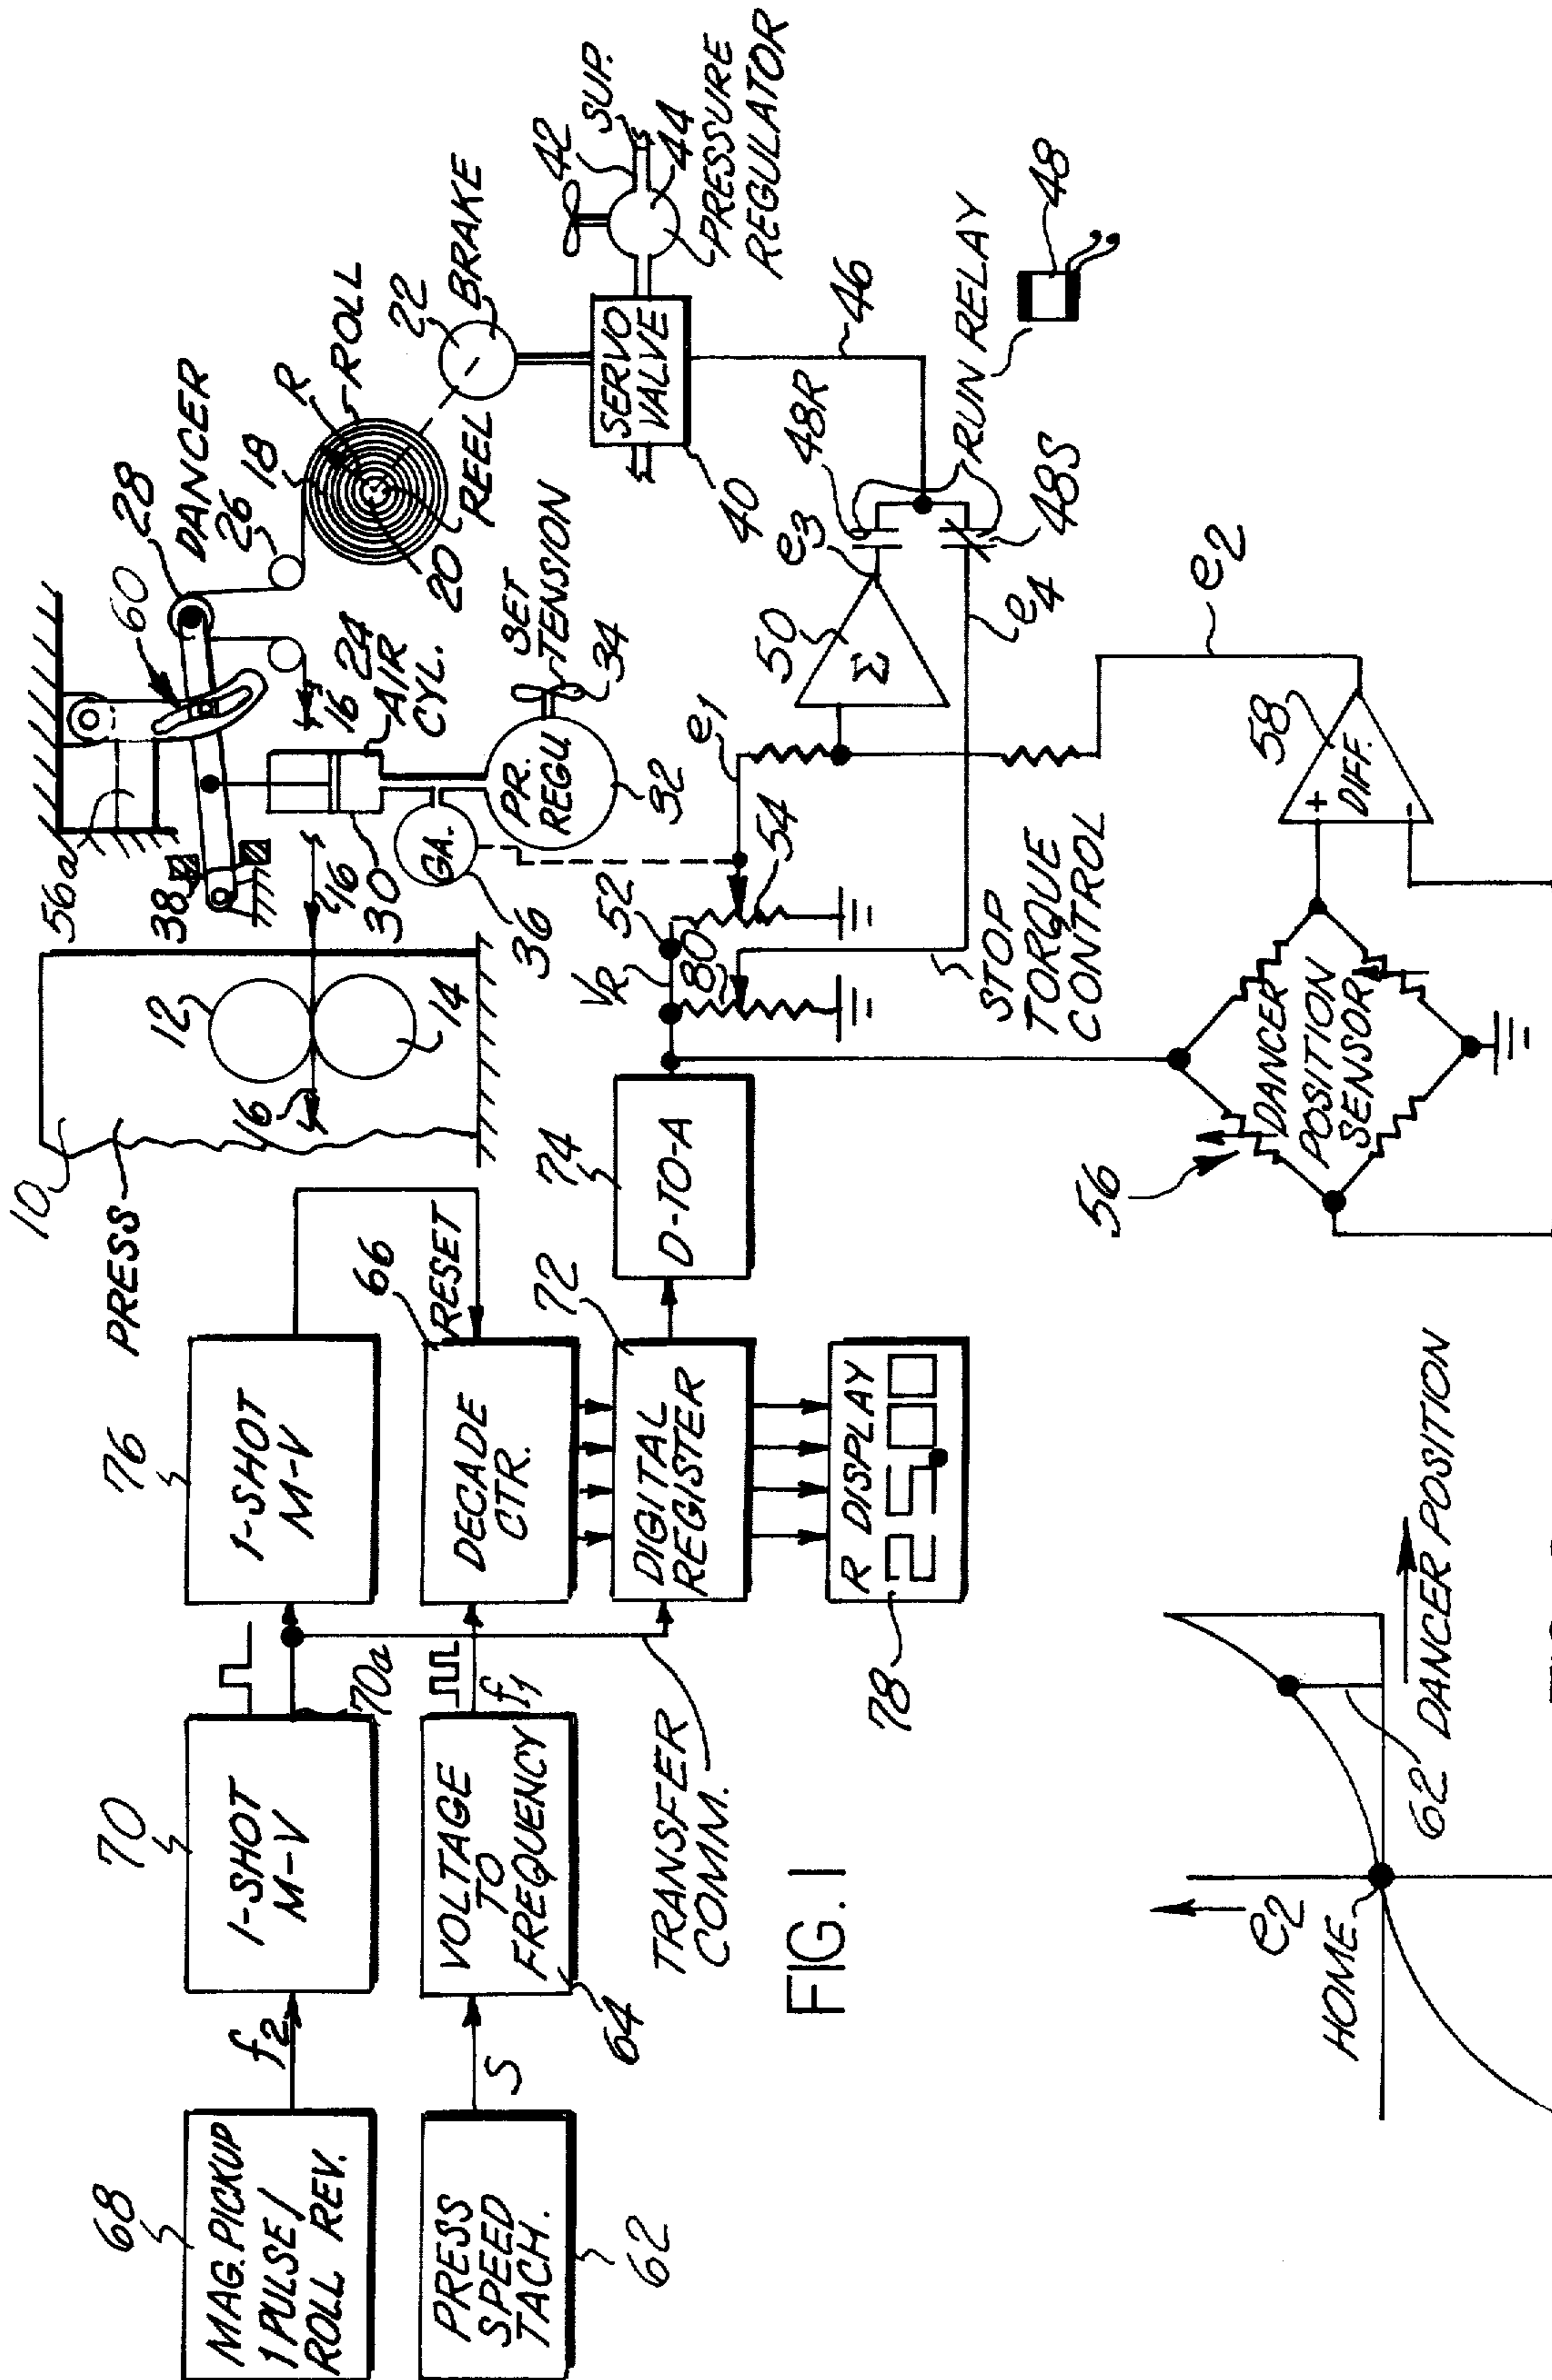 10
PRESS
12
14
16
16
56a
38
30
60
28
DANCER
26
18
R
ROLL
20
REEL
22
BRAKE
16
24
AIR
CYL.
SET
TENSION
34
PR.
REGU
32
GA.
36
42
SUP.
44
PRESSURE
REGULATOR
SERVO
VALVE
40
46
48R
RUN RELAY
48
48S
e3
e4
50
Σ
e1
54
52
VR
80
STOP
TORQUE
CONTROL
e2
58
+
DIFF.
-
DANCER
POSITION
SENSOR
56
68
MAG. PICKUP
1 PULSE/
ROLL REV.
f2
70
1-SHOT
M-V
70a
76
1-SHOT
M-V
RESET
62
PRESS
SPEED
TACH.
S
64
VOLTAGE
TO
FREQUENCY
f1
66
DECADE
CTR.
72
DIGITAL
REGISTER
74
D-TO-A
TRANSFER
COMM.
78
R DISPLAY
25.00
FIG. 1
e2
HOME
62
DANCER POSITION